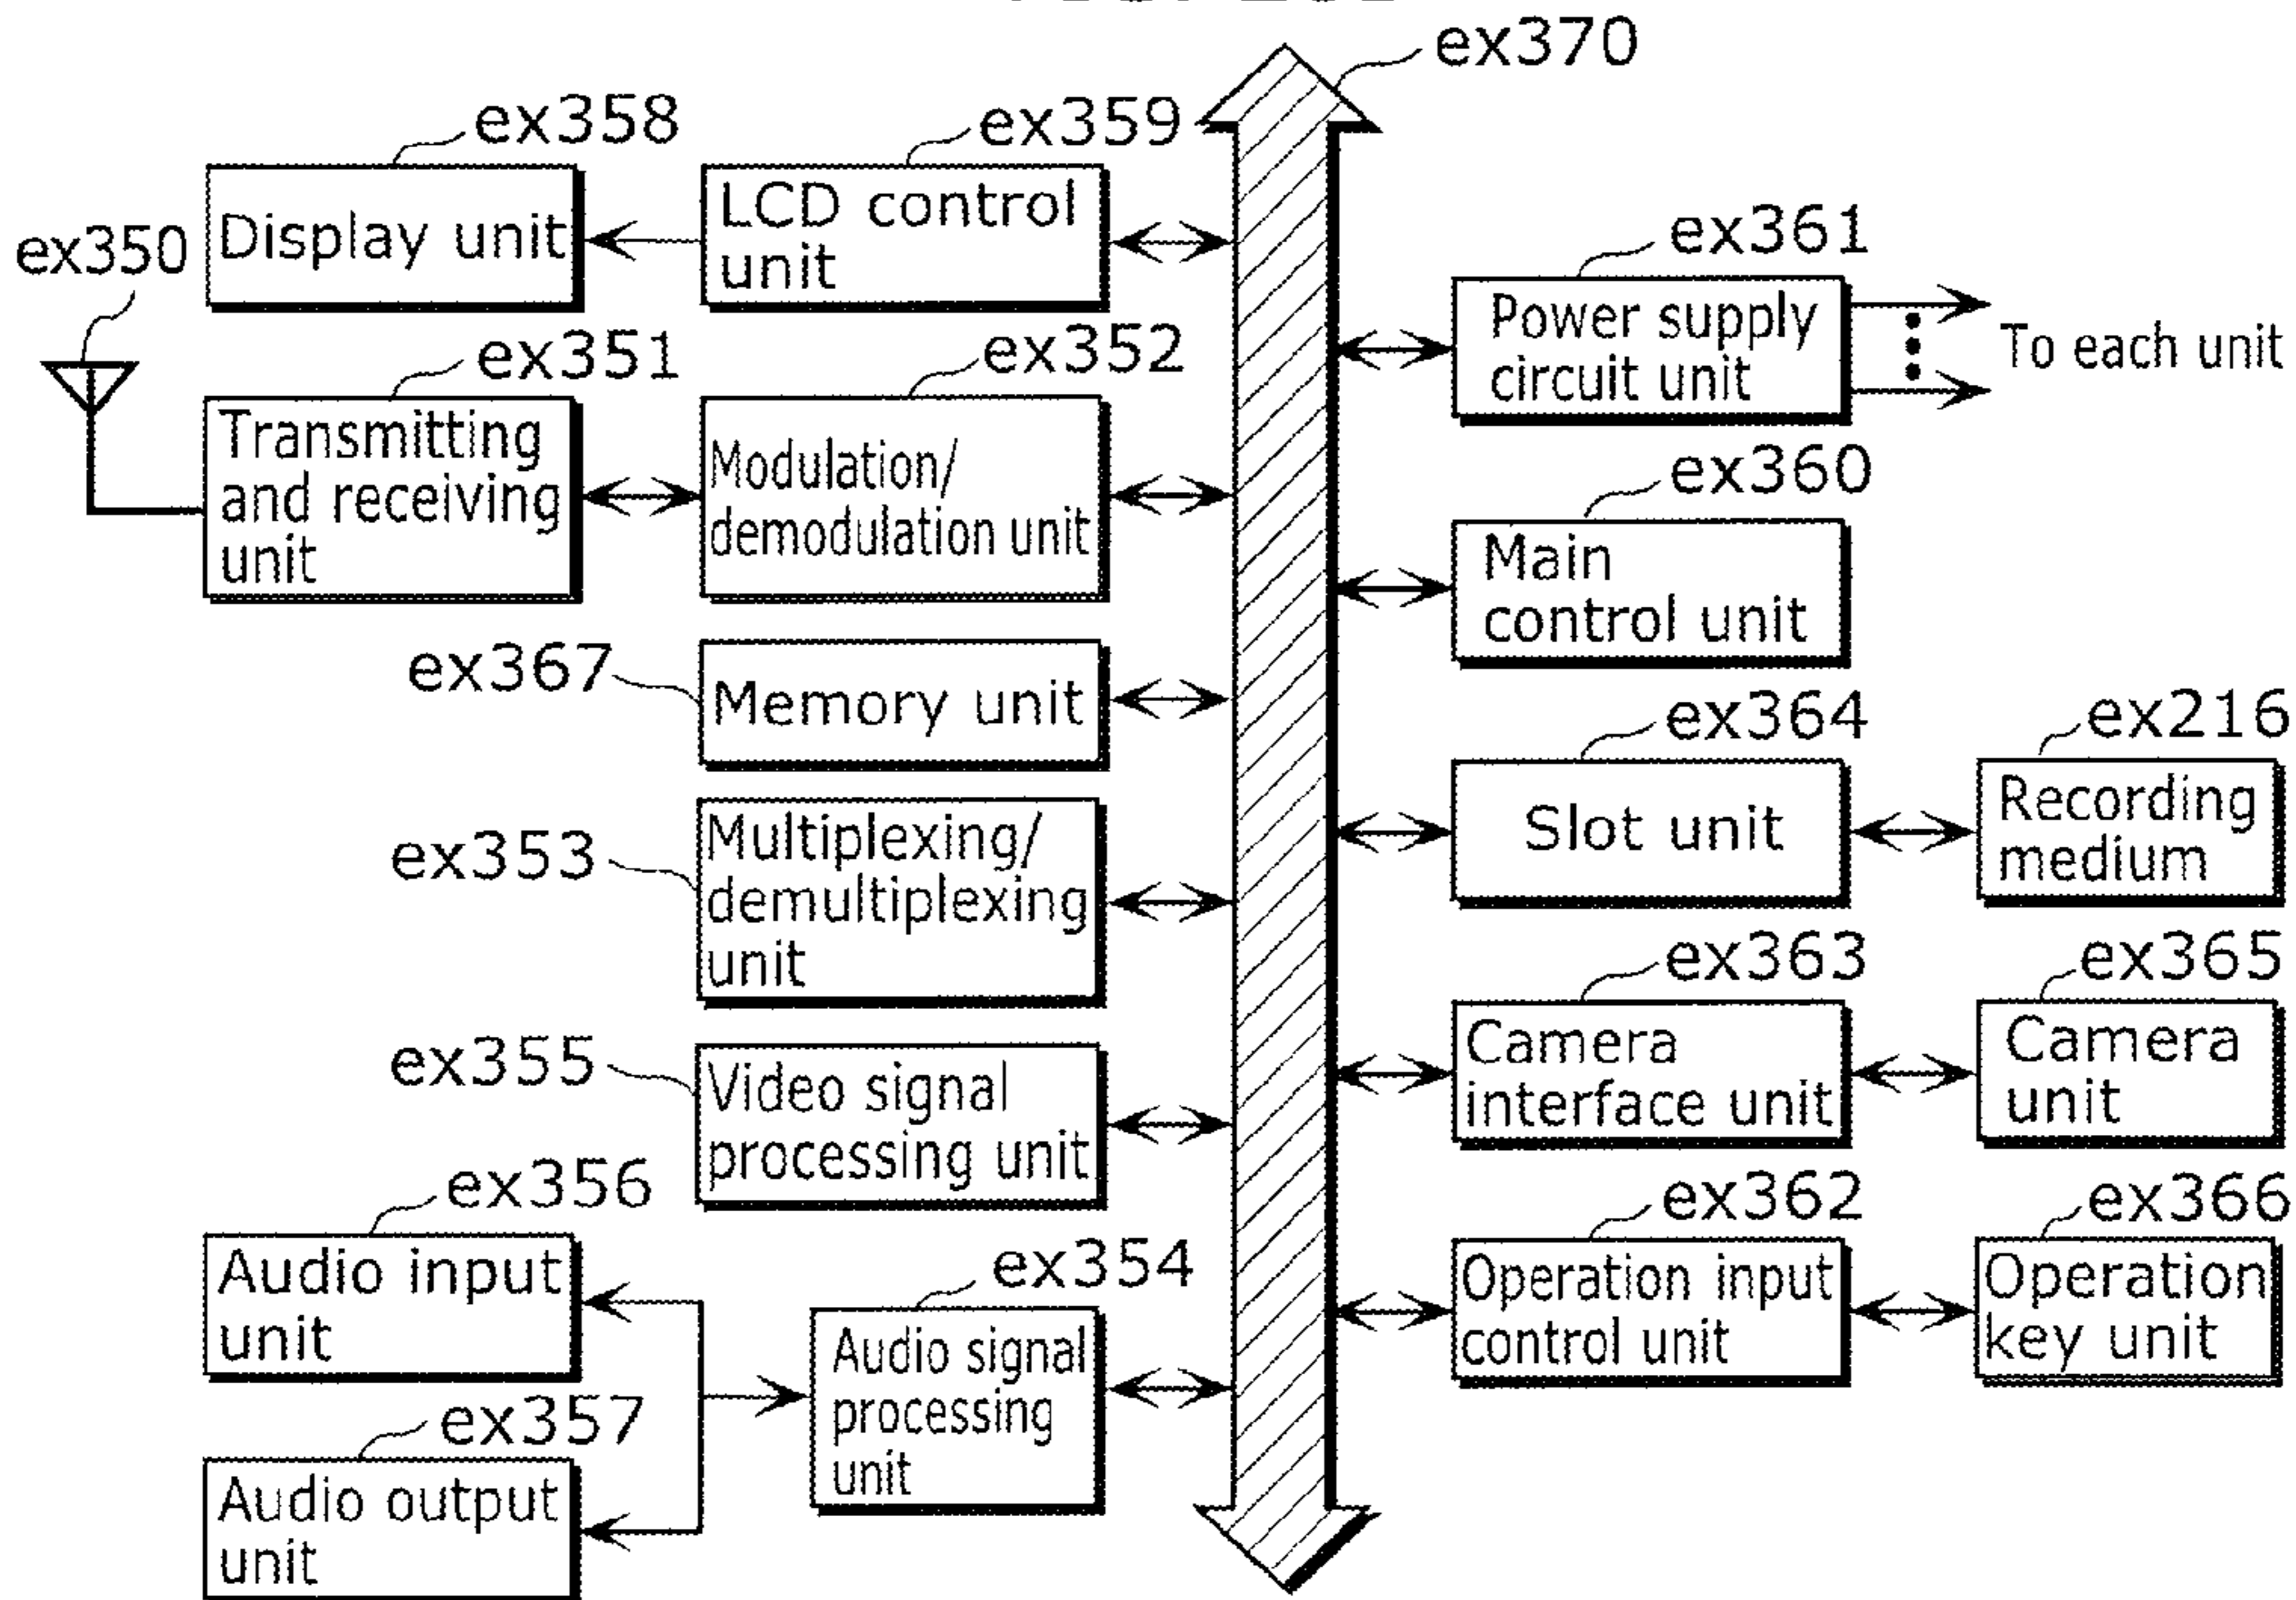 ex370
ex358
Display unit
ex359
LCD control
unit
ex350
ex351
Transmitting
and receiving
unit
ex352
Modulation/
demodulation unit
ex367
Memory unit
ex353
Multiplexing/
demultiplexing
unit
ex355
Video signal
processing unit
ex356
Audio input
unit
ex357
Audio output
unit
ex354
Audio signal
processing
unit
ex361
Power supply
circuit unit
To each unit
ex360
Main
control unit
ex364
Slot unit
ex216
Recording
medium
ex363
Camera
interface unit
ex365
Camera
unit
ex362
Operation input
control unit
ex366
Operation
key unit